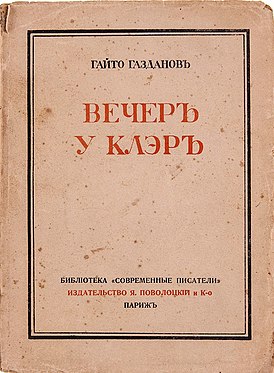 ГАЙТО ГАЗДАНОВЪ
ВЕЧЕРЪ
У КЛЭРЪ
БИБЛИОТЕКА «СОВРЕМЕННЫЕ ПИСАТЕЛИ»
ИЗДАТЕЛЬСТВО Я. ПОВОЛОЦКІЙ и К-о
ПАРИЖЪ